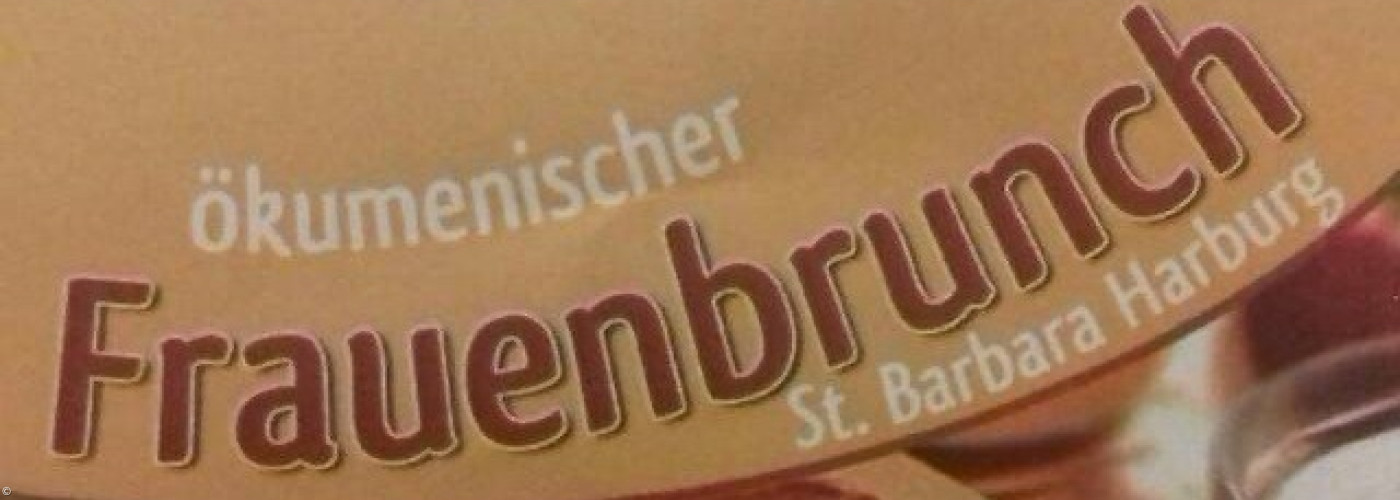 ökumenischer
Frauenbrunch
St. Barbara Harburg
©